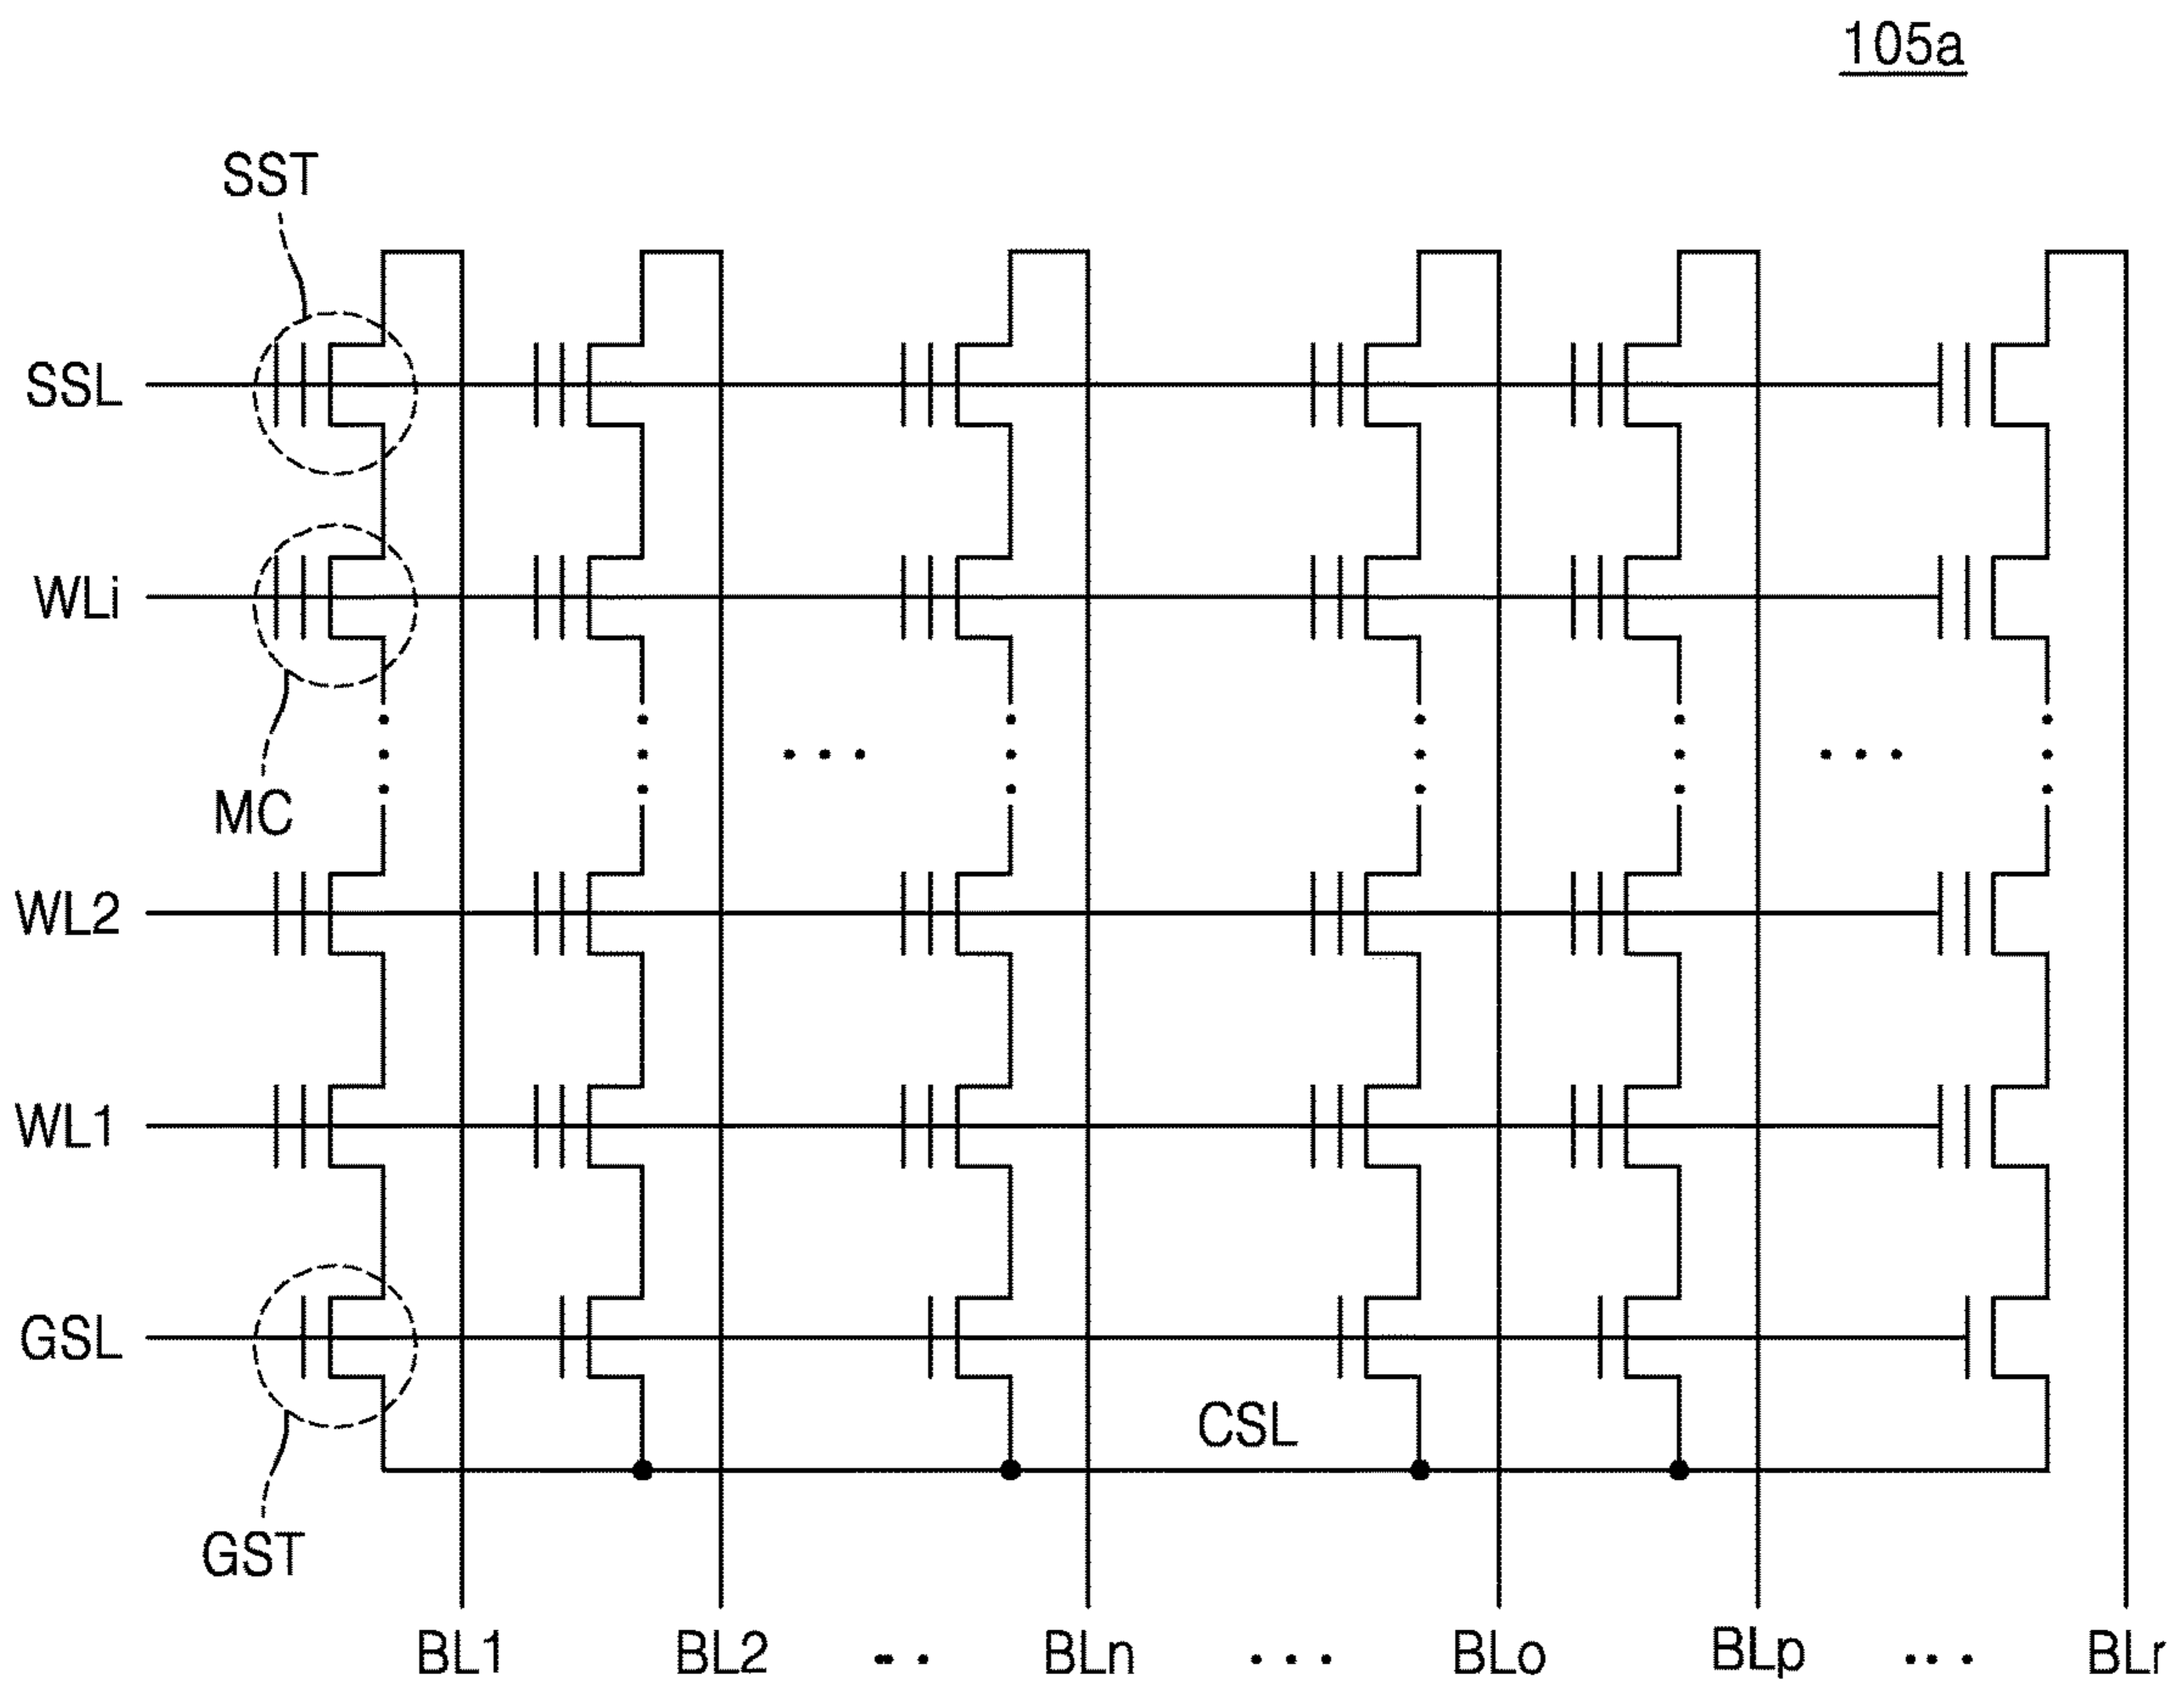 105a
SST
SSL
WLi
MC
WL2
WL1
GSL
CSL
GST
BL1 BL2 ... BLn ... BLo BLp ... BLr